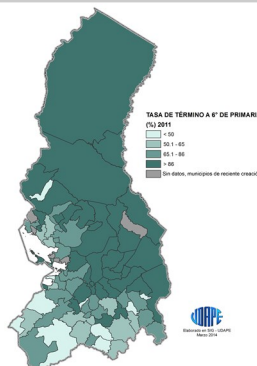 TASA DE TÉRMINO A 6° DE PRIMARI
(%) 2011
< 50
50.1 - 65
65.1 - 86
> 86
Sin datos, municipios de reciente creació
UDAPE
Elaborado en SIG - UDAPE
Marzo 2014